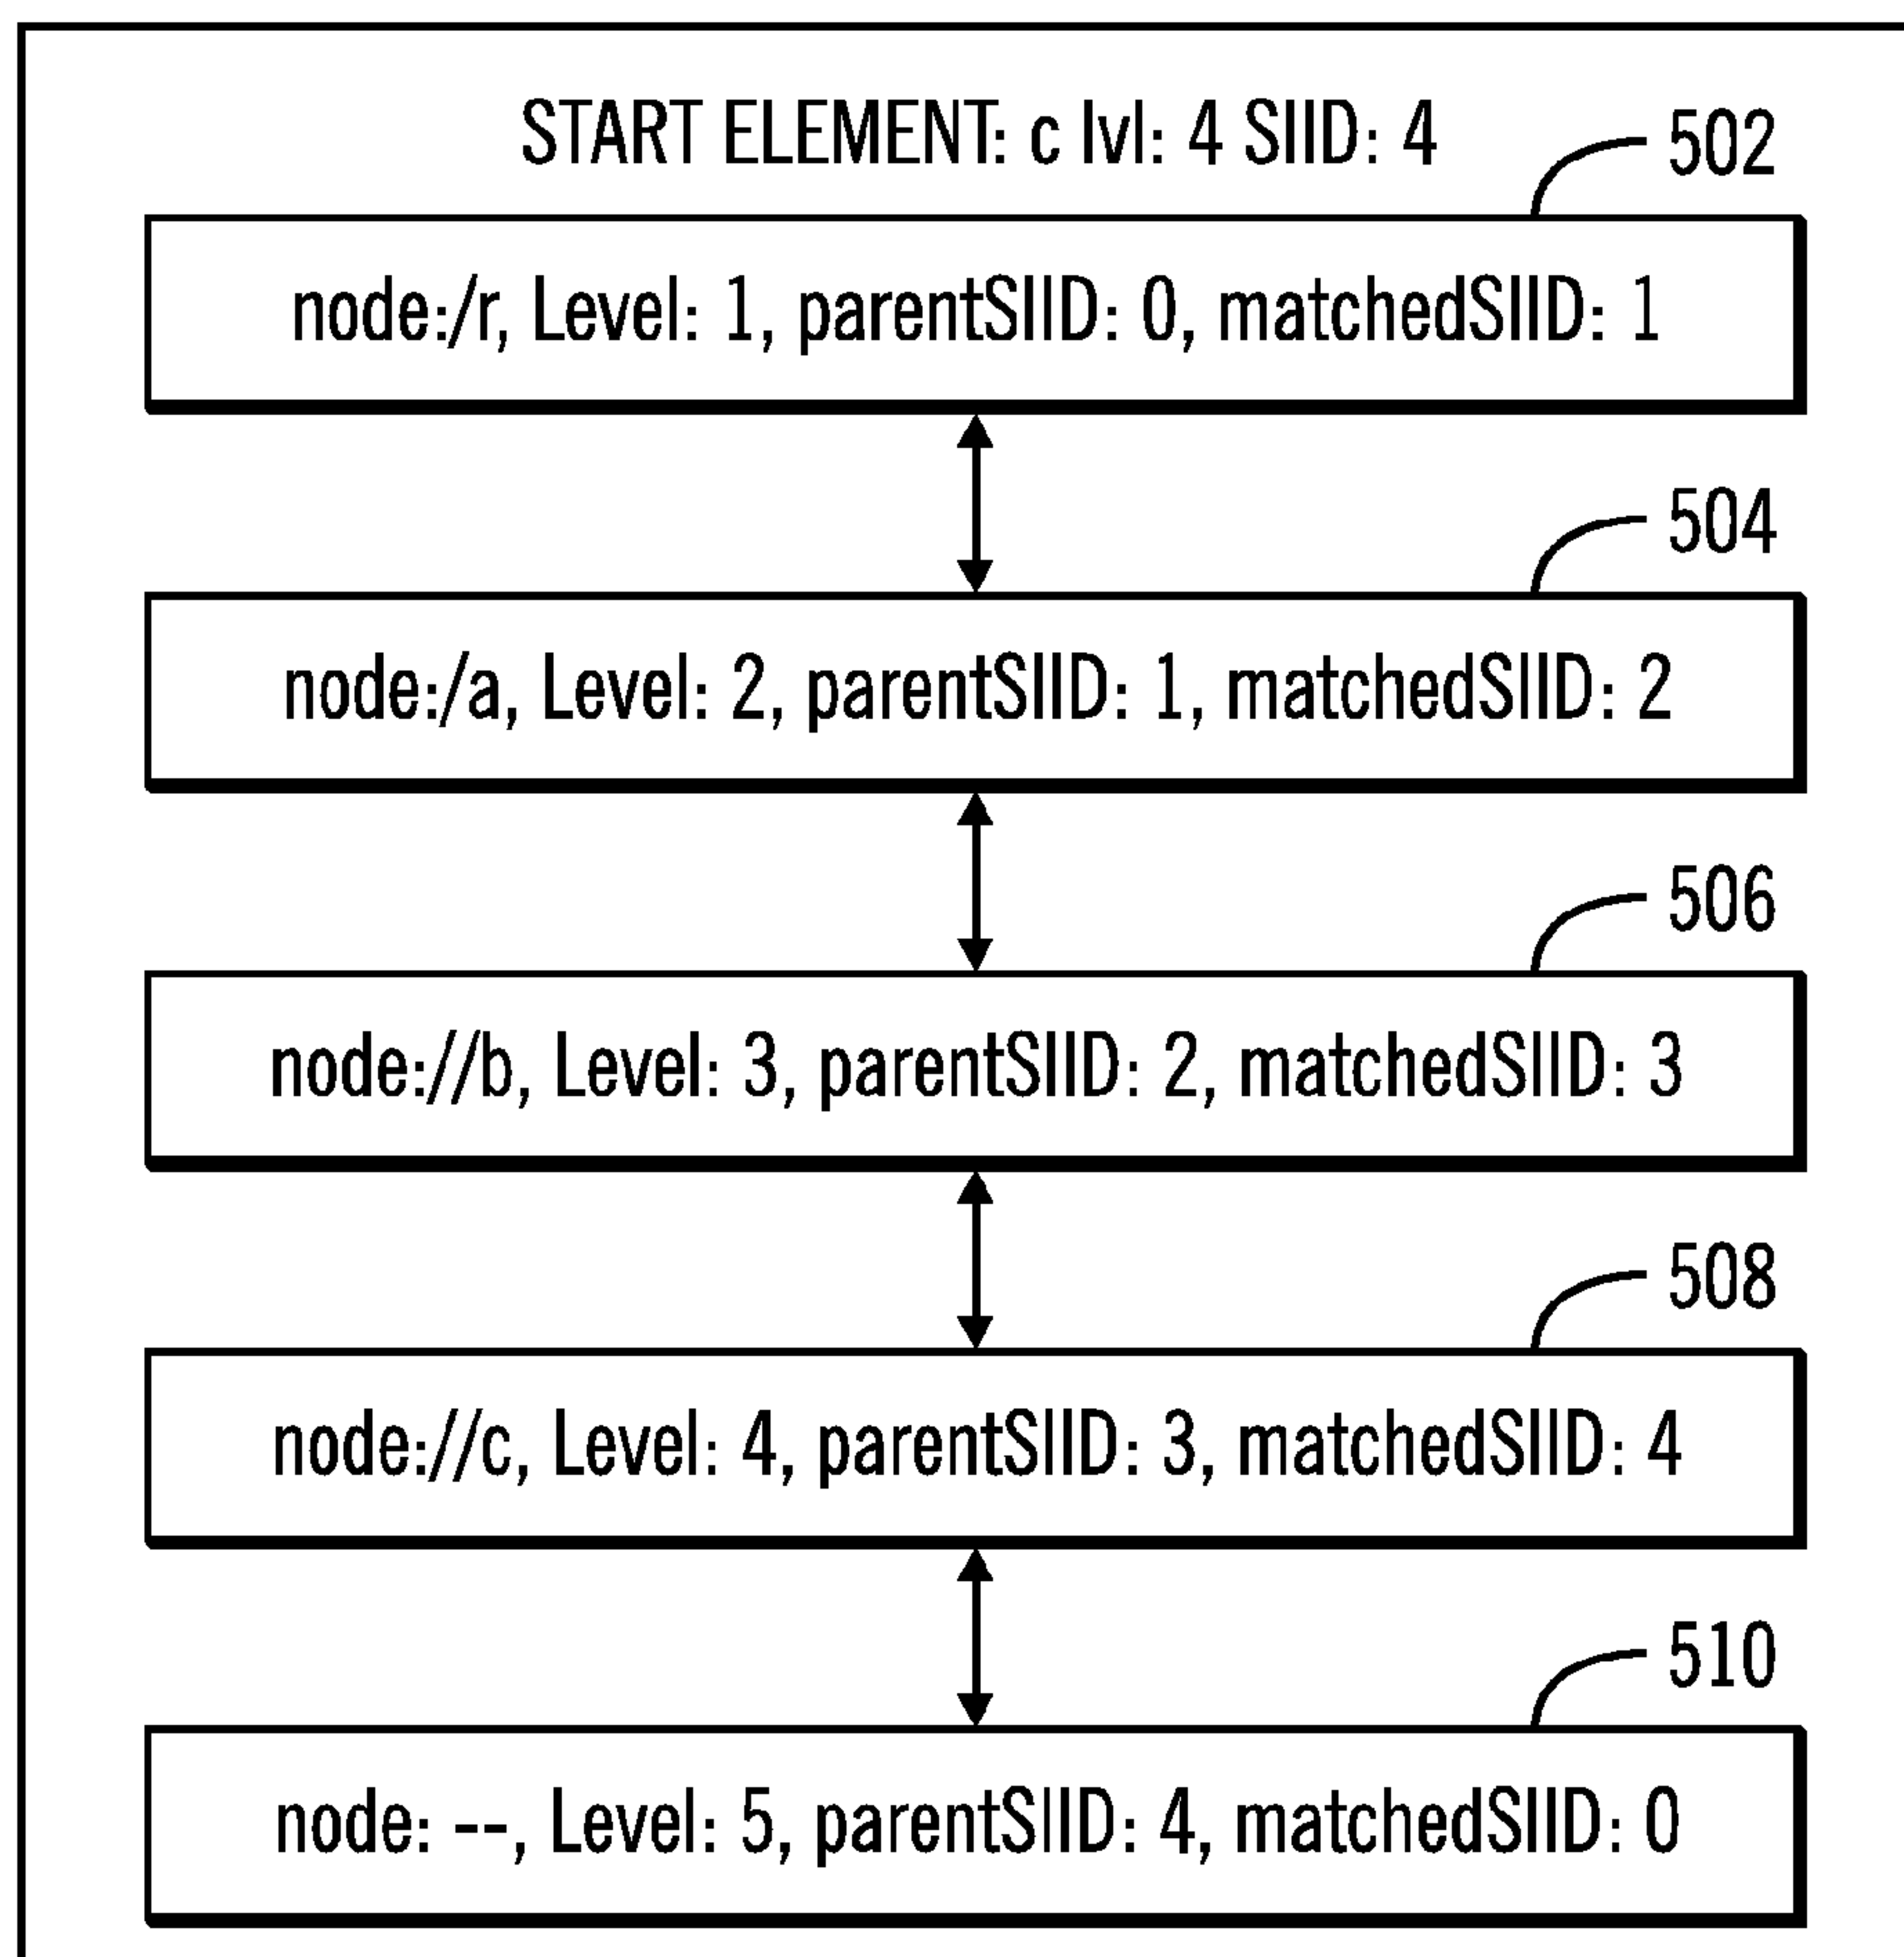 START ELEMENT: c lvl: 4 SIID: 4
502
node:/r, Level: 1, parentSIID: 0, matchedSIID: 1
504
node:/a, Level: 2, parentSIID: 1, matchedSIID: 2
506
node://b, Level: 3, parentSIID: 2, matchedSIID: 3
508
node://c, Level: 4, parentSIID: 3, matchedSIID: 4
510
node: --, Level: 5, parentSIID: 4, matchedSIID: 0